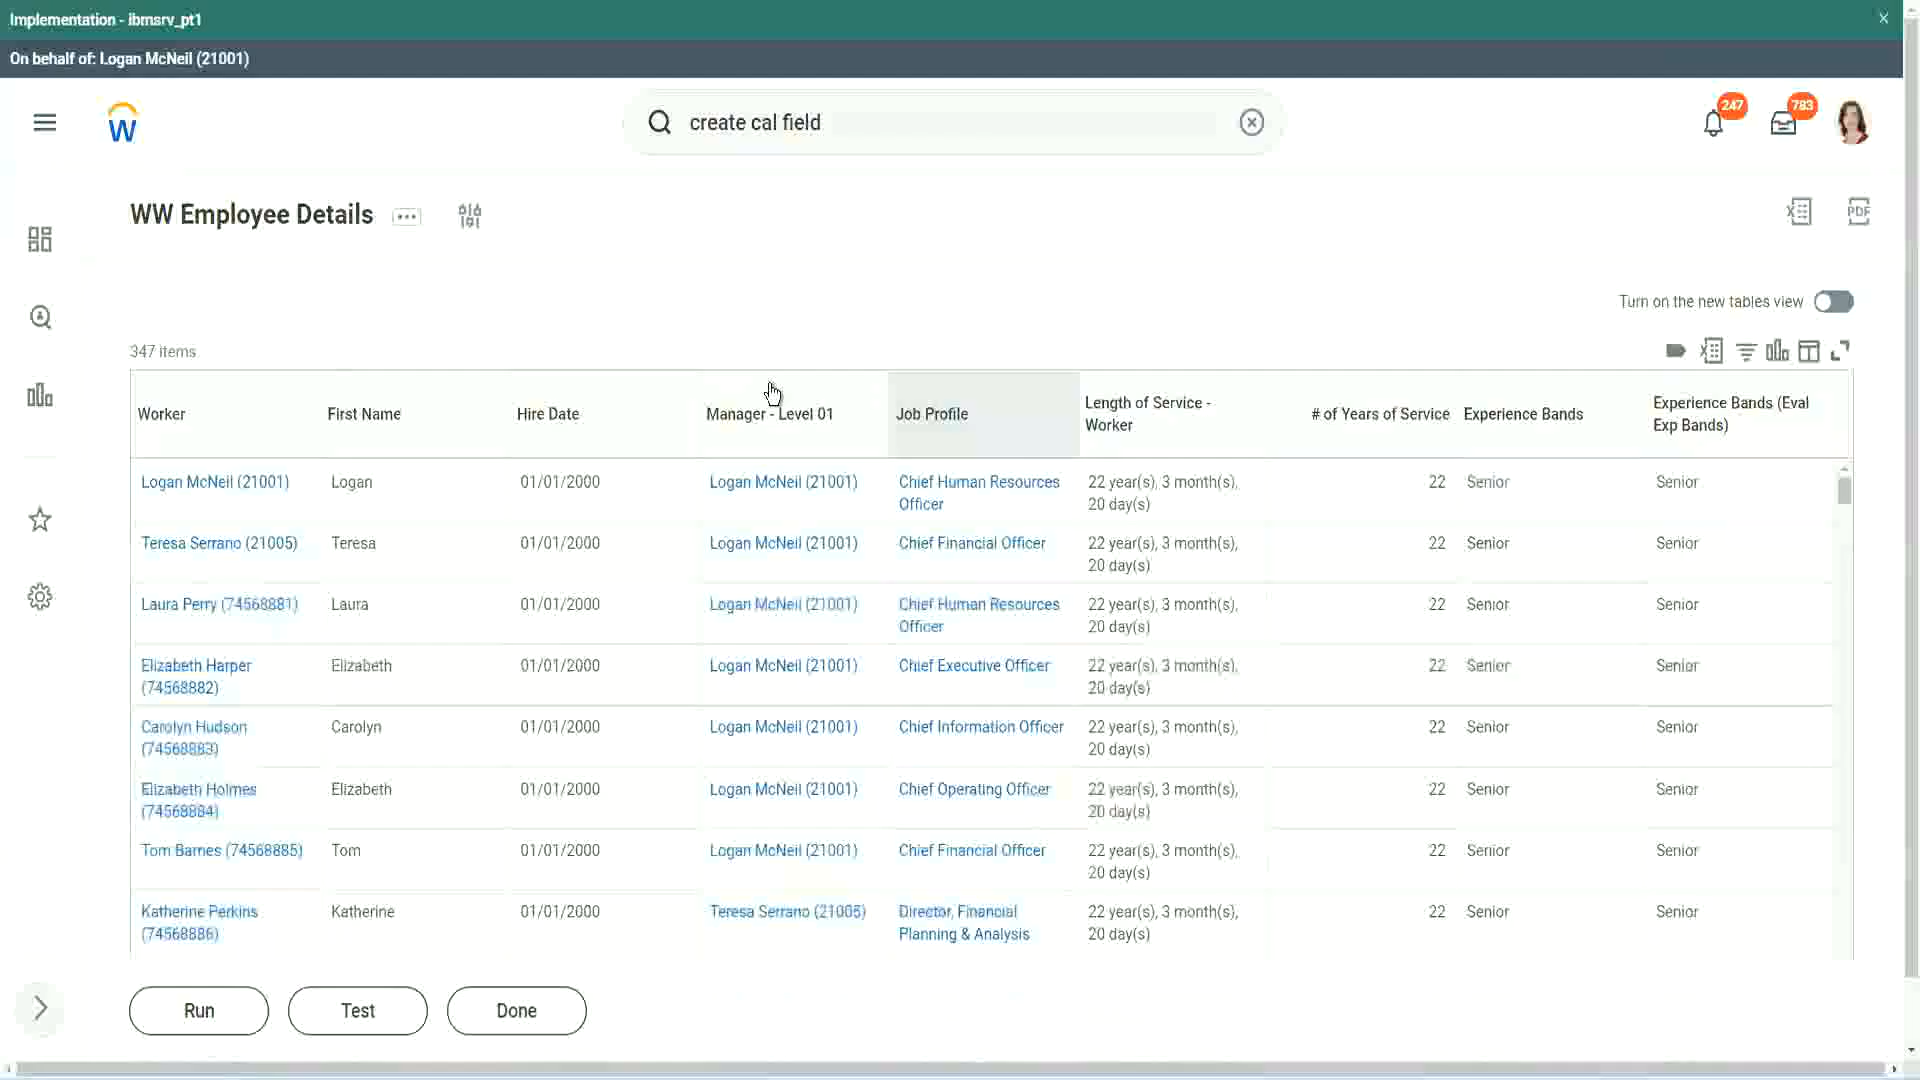 Implementation - ibmsrv_pt1
On behalf of: Logan McNeil (21001)
W
create cal field
247
783
WW Employee Details
PDF
Turn on the new tables view
347 items
Worker First Name Hire Date Manager - Level 01 Job Profile Length of Service - Worker # of Years of Service Experience Bands Experience Bands (Eval Exp Bands)
Logan McNeil (21001) Logan 01/01/2000 Logan McNeil (21001) Chief Human Resources Officer 22 year(s), 3 month(s), 20 day(s) 22 Senior Senior
Teresa Serrano (21005) Teresa 01/01/2000 Logan McNeil (21001) Chief Financial Officer 22 year(s), 3 month(s), 20 day(s) 22 Senior Senior
Laura Perry (74568881) Laura 01/01/2000 Logan McNeil (21001) Chief Human Resources Officer 22 year(s), 3 month(s), 20 day(s) 22 Senior Senior
Elizabeth Harper (74568882) Elizabeth 01/01/2000 Logan McNeil (21001) Chief Executive Officer 22 year(s), 3 month(s), 20 day(s) 22 Senior Senior
Carolyn Hudson (74568883) Carolyn 01/01/2000 Logan McNeil (21001) Chief Information Officer 22 year(s), 3 month(s), 20 day(s) 22 Senior Senior
Elizabeth Holmes (74568884) Elizabeth 01/01/2000 Logan McNeil (21001) Chief Operating Officer 22 year(s), 3 month(s), 20 day(s) 22 Senior Senior
Tom Barnes (74568885) Tom 01/01/2000 Logan McNeil (21001) Chief Financial Officer 22 year(s), 3 month(s), 20 day(s) 22 Senior Senior
Katherine Perkins (74568886) Katherine 01/01/2000 Teresa Serrano (21005) Director, Financial Planning & Analysis 22 year(s), 3 month(s), 20 day(s) 22 Senior Senior
Run Test Done